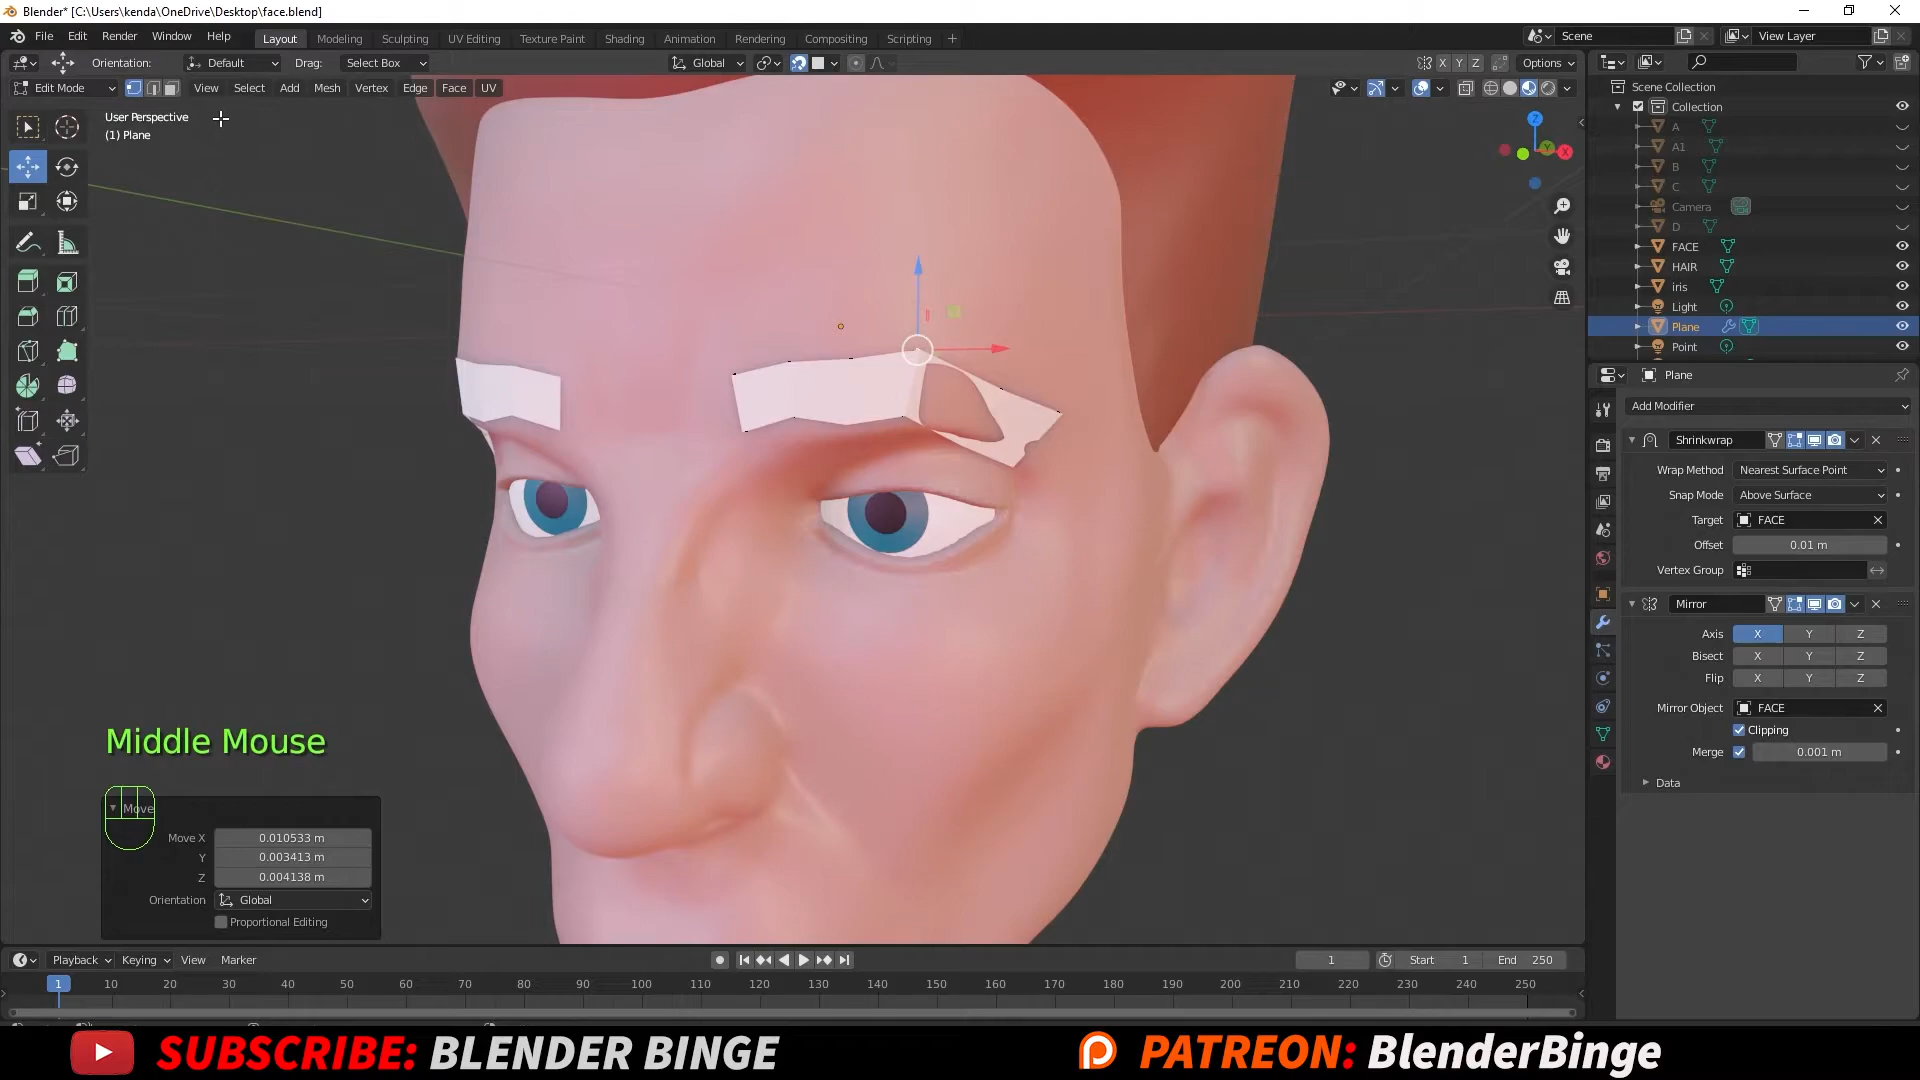 Blender* [C:\Users\kenda\OneDrive\Desktop\face.blend]
File Edit Render Window Help
Layout Modeling Sculpting UV Editing Texture Paint Shading Animation Rendering Compositing Scripting +
Scene
View Layer
Orientation: Default Drag: Select Box
Global
X Y Z Options
Edit Mode View Select Add Mesh Vertex Edge Face UV
User Perspective
(1) Plane
Z
Y
X
Scene Collection
Collection
A
A1
B
C
Camera
D
FACE
HAIR
iris
Light
Plane
Point
Plane
Add Modifier
Shrinkwrap
Wrap Method Nearest Surface Point
Snap Mode Above Surface
Target FACE
Offset 0.01 m
Vertex Group
Mirror
Axis X Y Z
Bisect X Y Z
Flip X Y Z
Mirror Object FACE
Clipping
Merge 0.001 m
Data
Middle Mouse
Move
Move X 0.010533 m
Y 0.003413 m
Z 0.004138 m
Orientation Global
Proportional Editing
Playback Keying View Marker
1 Start 1 End 250
1 10 20 30 40 50 60 70 80 90 100 110 120 130 140 150 160 170 180 190 200 210 220 230 240 250
SUBSCRIBE: BLENDER BINGE
PATREON: BlenderBinge